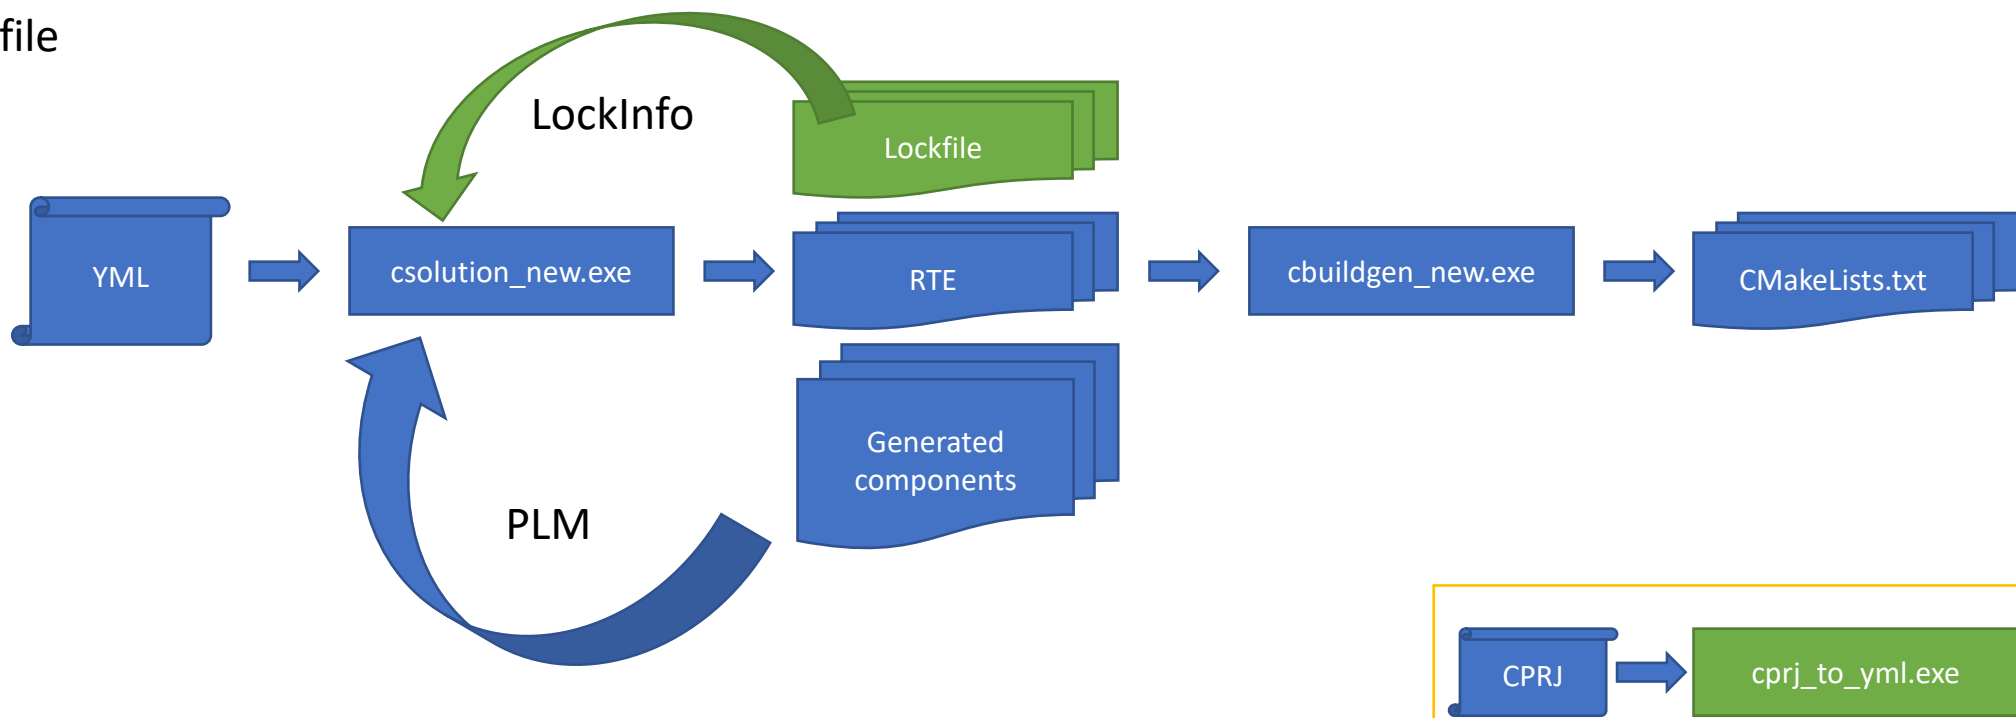 file
LockInfo
Lockfile
YML
csolution_new.exe
RTE
cbuildgen_new.exe
CMakeLists.txt
Generated
components
PLM
CPRJ
cprj_to_yml.exe